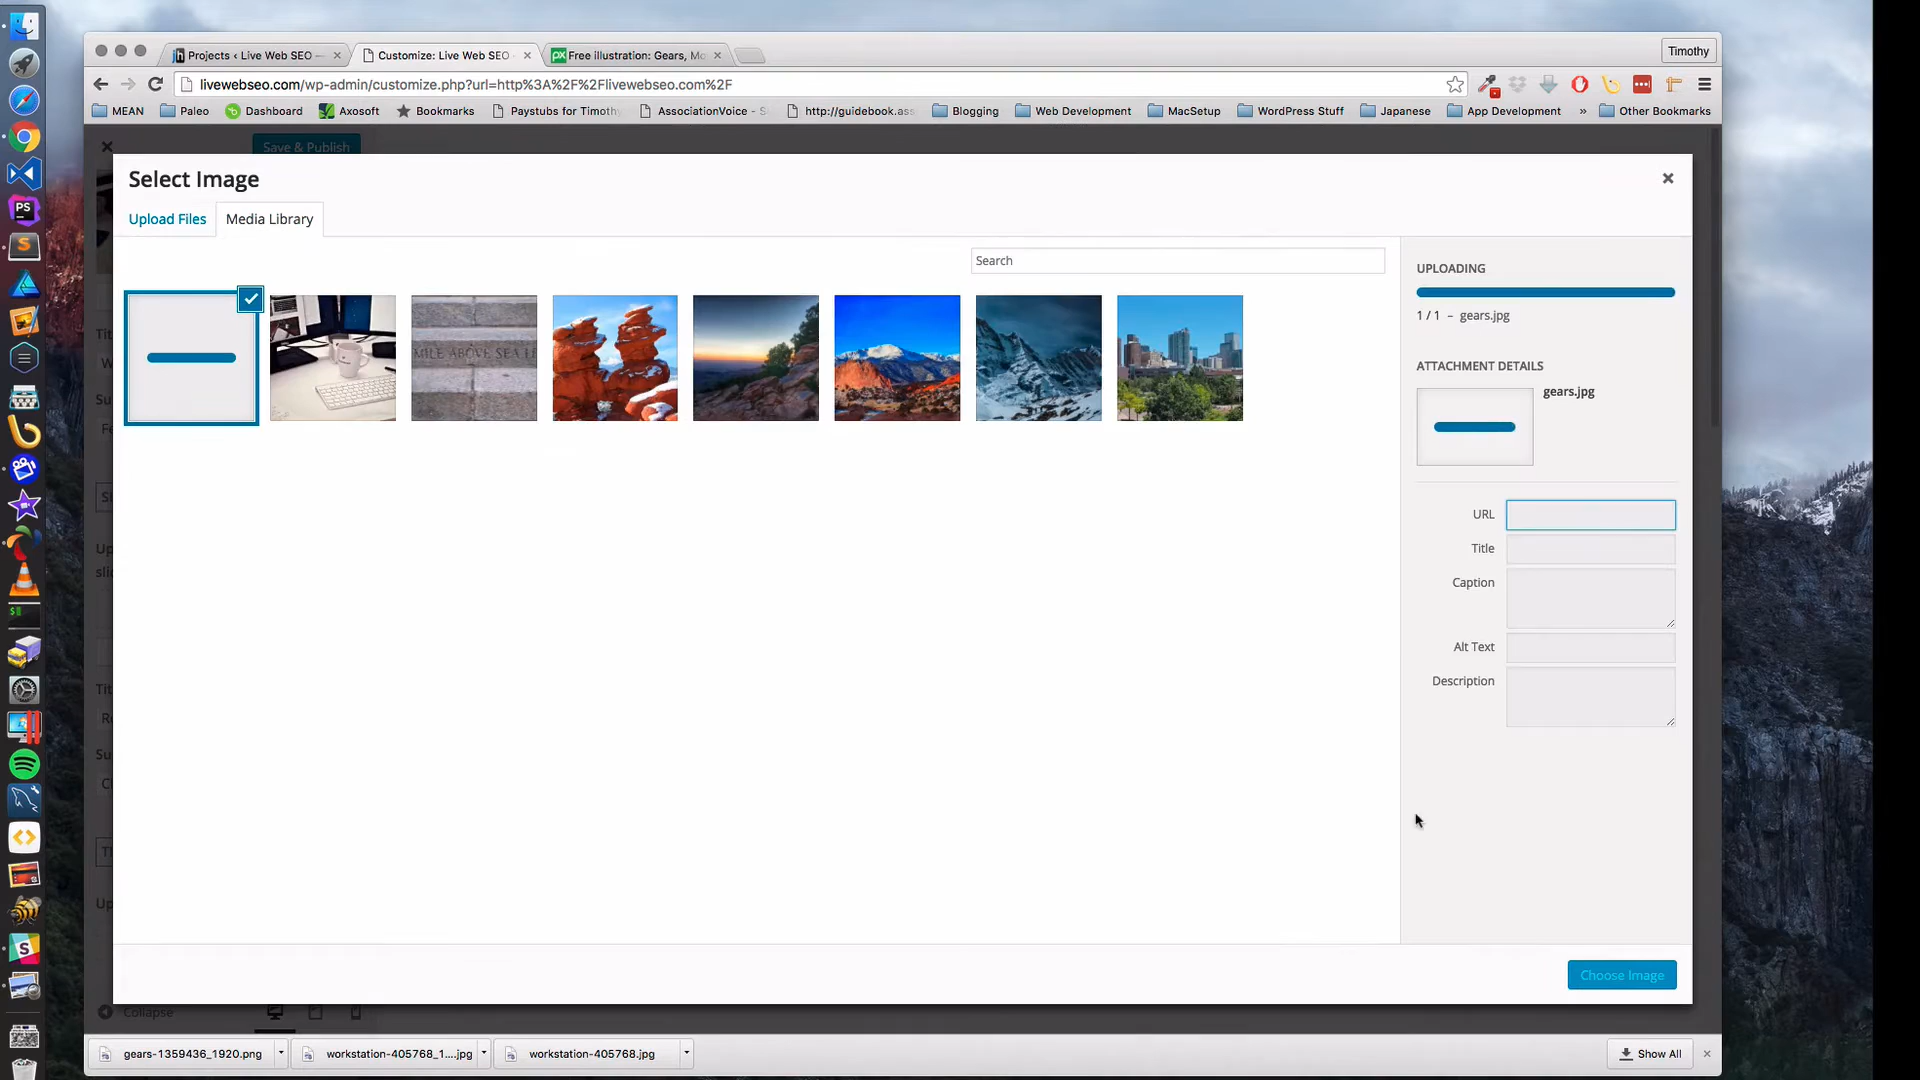 Projects ‹ Live Web SEO —
Customize: Live Web SEO
Free illustration: Gears, Mo
Timothy
livewebseo.com/wp-admin/customize.php?url=http%3A%2F%2Flivewebseo.com%2F
MEAN
Paleo
Dashboard
Axosoft
Bookmarks
Paystubs for Timothy
AssociationVoice - S
http://guidebook.ass
Blogging
Web Development
MacSetup
WordPress Stuff
Japanese
App Development
»
Other Bookmarks
Save & Publish
Select Image
Upload Files
Media Library
Search
MILE ABOVE SEA LE
UPLOADING
1 / 1 – gears.jpg
ATTACHMENT DETAILS
gears.jpg
URL
Title
Caption
Alt Text
Description
Choose Image
Collapse
gears-1359436_1920.png
workstation-405768_1....jpg
workstation-405768.jpg
Show All